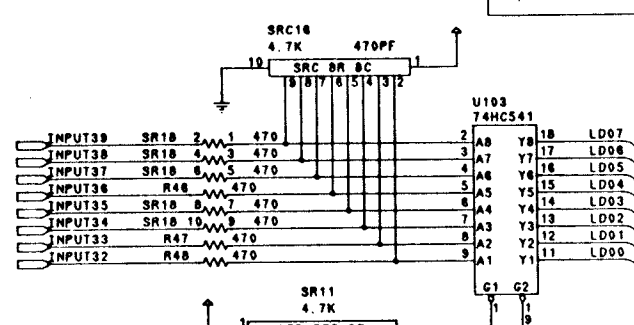 SRC16
4.7K 470PF
10 SRC 8R 8C 1
9 8 7 6 5 4 3 2
U103
74HC541
INPUT39 SR18 2 1 470 2 A8 Y8 18 LD07
INPUT38 SR18 4 3 470 3 A7 Y7 17 LD06
INPUT37 SR18 6 5 470 4 A6 Y6 16 LD05
INPUT36 R46 470 5 A5 Y5 15 LD04
INPUT35 SR18 8 7 470 6 A4 Y4 14 LD03
INPUT34 SR18 10 9 470 7 A3 Y3 13 LD02
INPUT33 R47 470 8 A2 Y2 12 LD01
INPUT32 R48 470 9 A1 Y1 11 LD00
G1 G2
1 1
9
SR11
4.7K
1